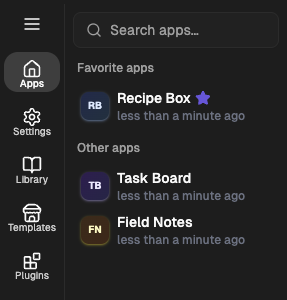 Search apps...
Apps
Settings
Library
Templates
Plugins
Favorite apps
RB
Recipe Box
less than a minute ago
Other apps
TB
Task Board
less than a minute ago
FN
Field Notes
less than a minute ago